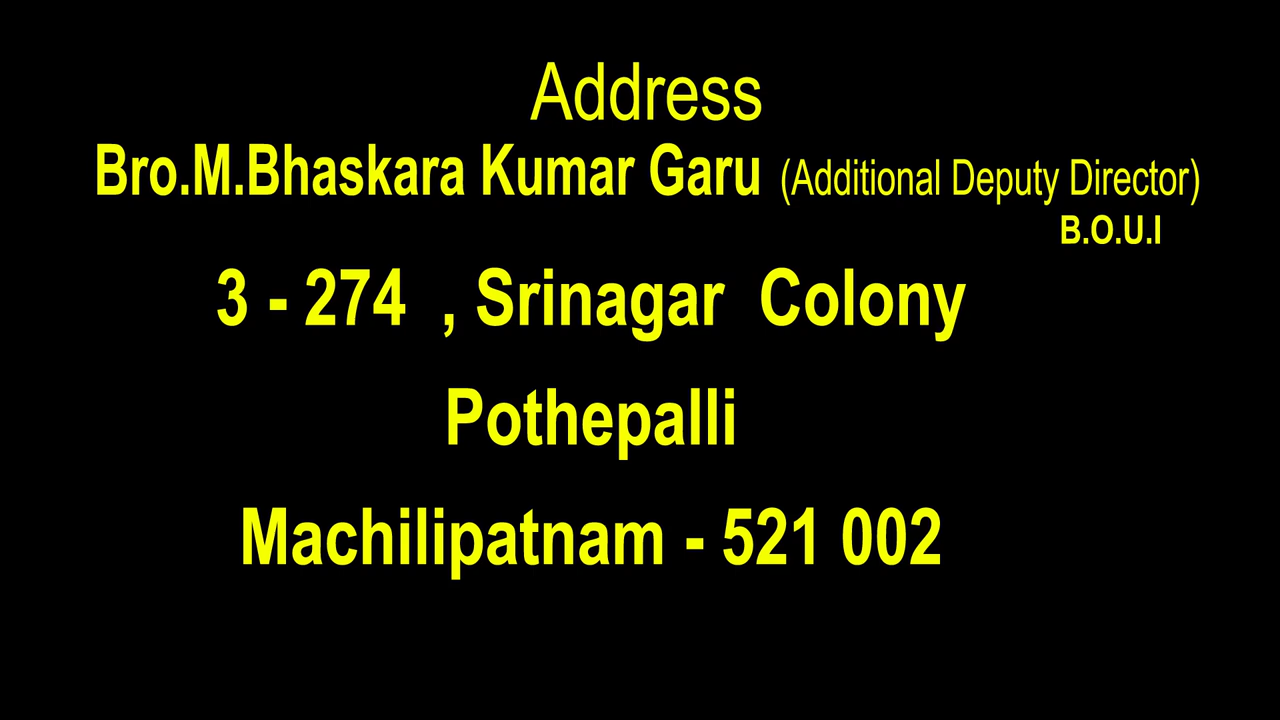 Address
Bro.M.Bhaskara Kumar Garu (Additional Deputy Director)
B.O.U.I
3 - 274 , Srinagar Colony
Pothepalli
Machilipatnam - 521 002